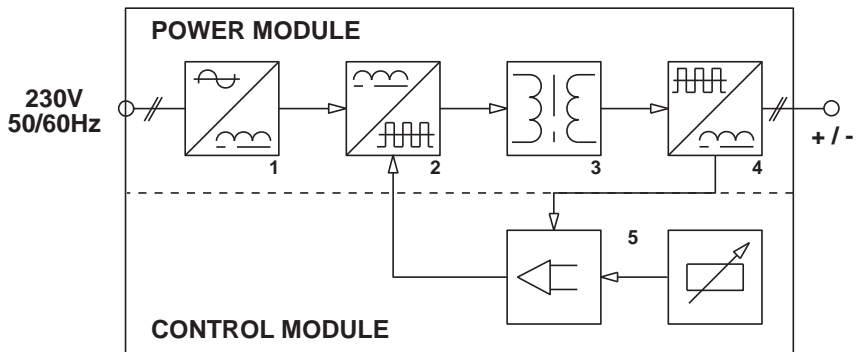 POWER MODULE
230V
50/60Hz
+ / -
1
2
3
4
5
CONTROL MODULE